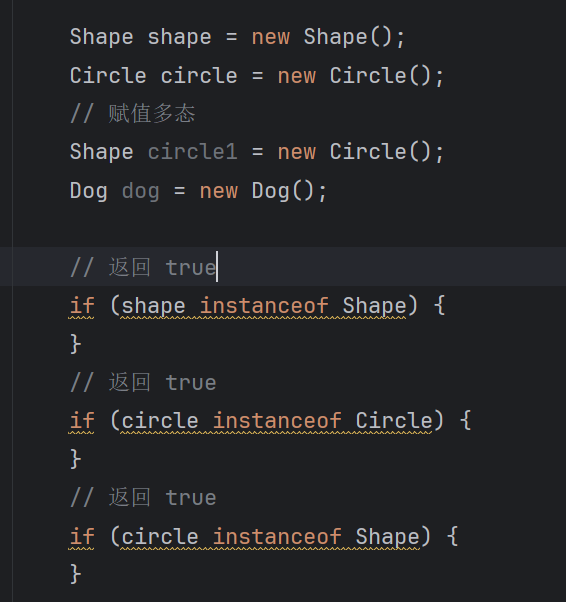 Shape shape = new Shape();
Circle circle = new Circle();
// 赋值多态
Shape circle1 = new Circle();
Dog dog = new Dog();
// 返回 true
if (shape instanceof Shape) {
}
// 返回 true
if (circle instanceof Circle) {
}
// 返回 true
if (circle instanceof Shape) {
}